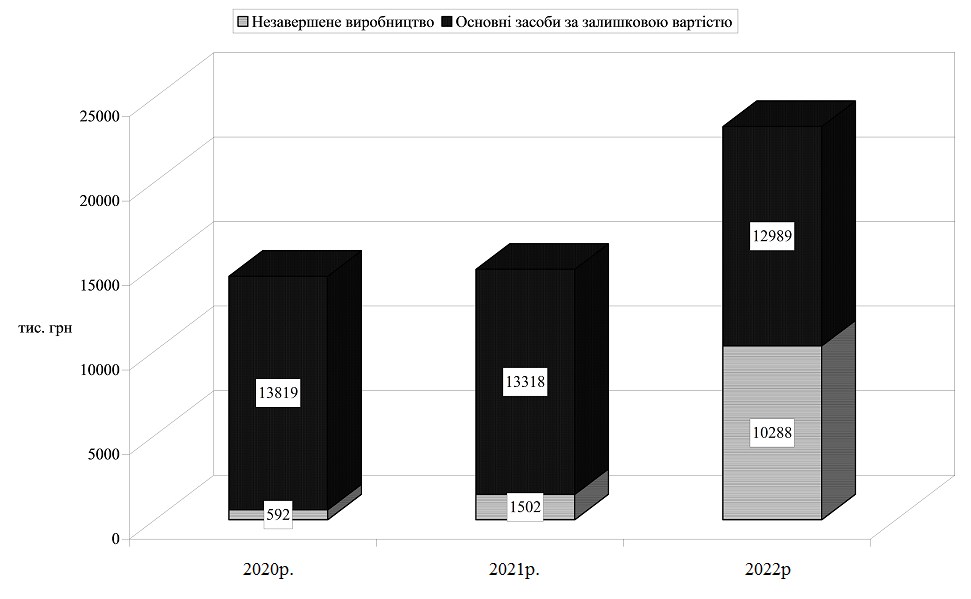 Незавершене виробництво Основні засоби за залишковою вартістю
25000
20000
15000
тис. грн
10000
5000
0
12989
13819
13318
10288
592
1502
2020р.
2021р.
2022р